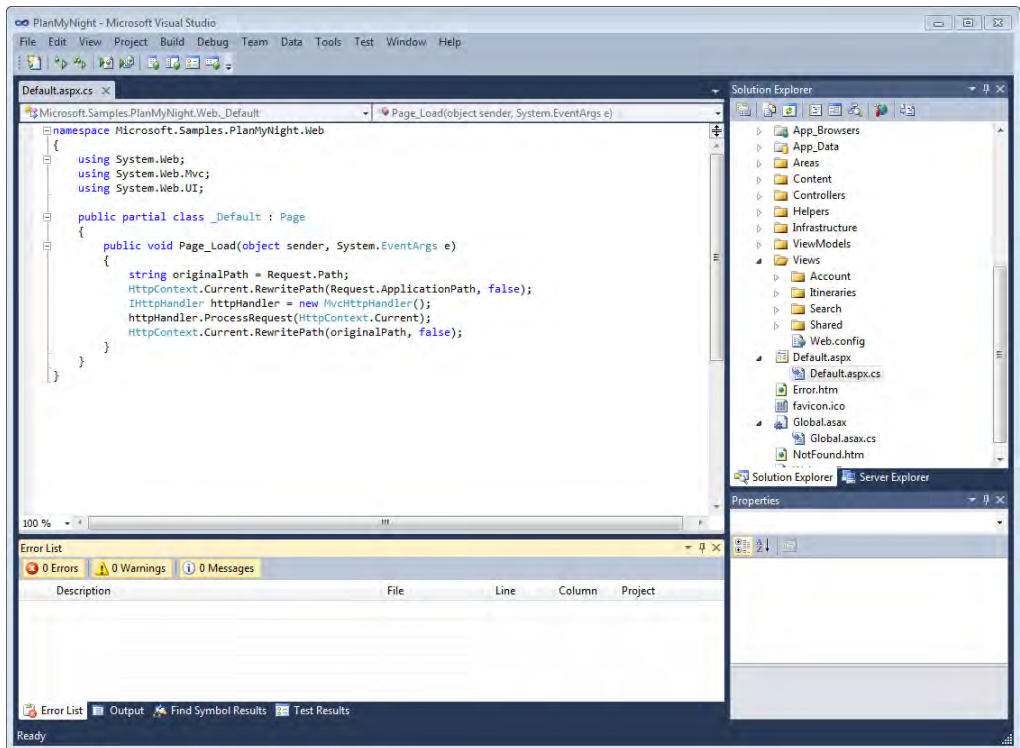 PlanMyNight - Microsoft Visual Studio
File Edit View Project Build Debug Team Data Tools Test Window Help
Default.aspx.cs
Microsoft.Samples.PlanMyNight.Web._Default
Page_Load(object sender, System.EventArgs e)
namespace Microsoft.Samples.PlanMyNight.Web
{
using System.Web;
using System.Web.Mvc;
using System.Web.UI;
public partial class _Default : Page
{
public void Page_Load(object sender, System.EventArgs e)
{
string originalPath = Request.Path;
HttpContext.Current.RewritePath(Request.ApplicationPath, false);
IHttpHandler httpHandler = new MvcHttpHandler();
httpHandler.ProcessRequest(HttpContext.Current);
HttpContext.Current.RewritePath(originalPath, false);
}
}
}
100 %
Solution Explorer
App_Browsers
App_Data
Areas
Content
Controllers
Helpers
Infrastructure
ViewModels
Views
Account
Itineraries
Search
Shared
Web.config
Default.aspx
Default.aspx.cs
Error.htm
favicon.ico
Global.asax
Global.asax.cs
NotFound.htm
Solution Explorer Server Explorer
Properties
Error List
0 Errors 0 Warnings 0 Messages
Description File Line Column Project
Error List Output Find Symbol Results Test Results
Ready